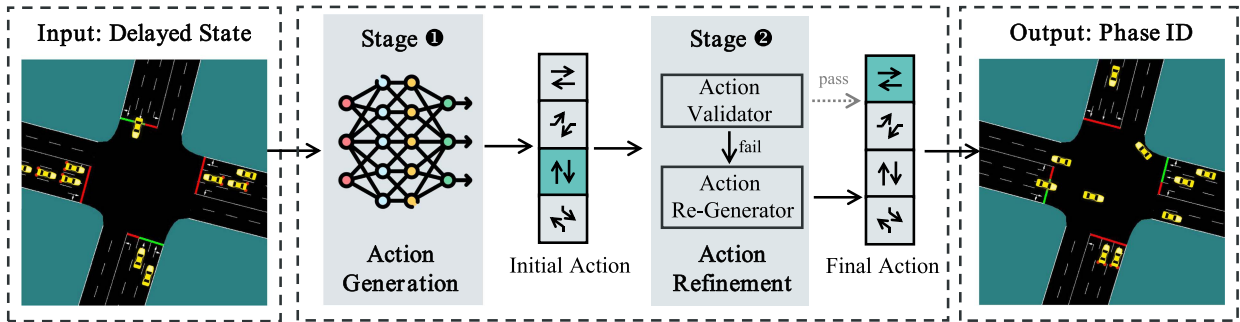 Input: Delayed State
Stage ❶
Action
Generation
Initial Action
Stage ❷
Action
Validator
pass
fail
Action
Re-Generator
Action
Refinement
Final Action
Output: Phase ID